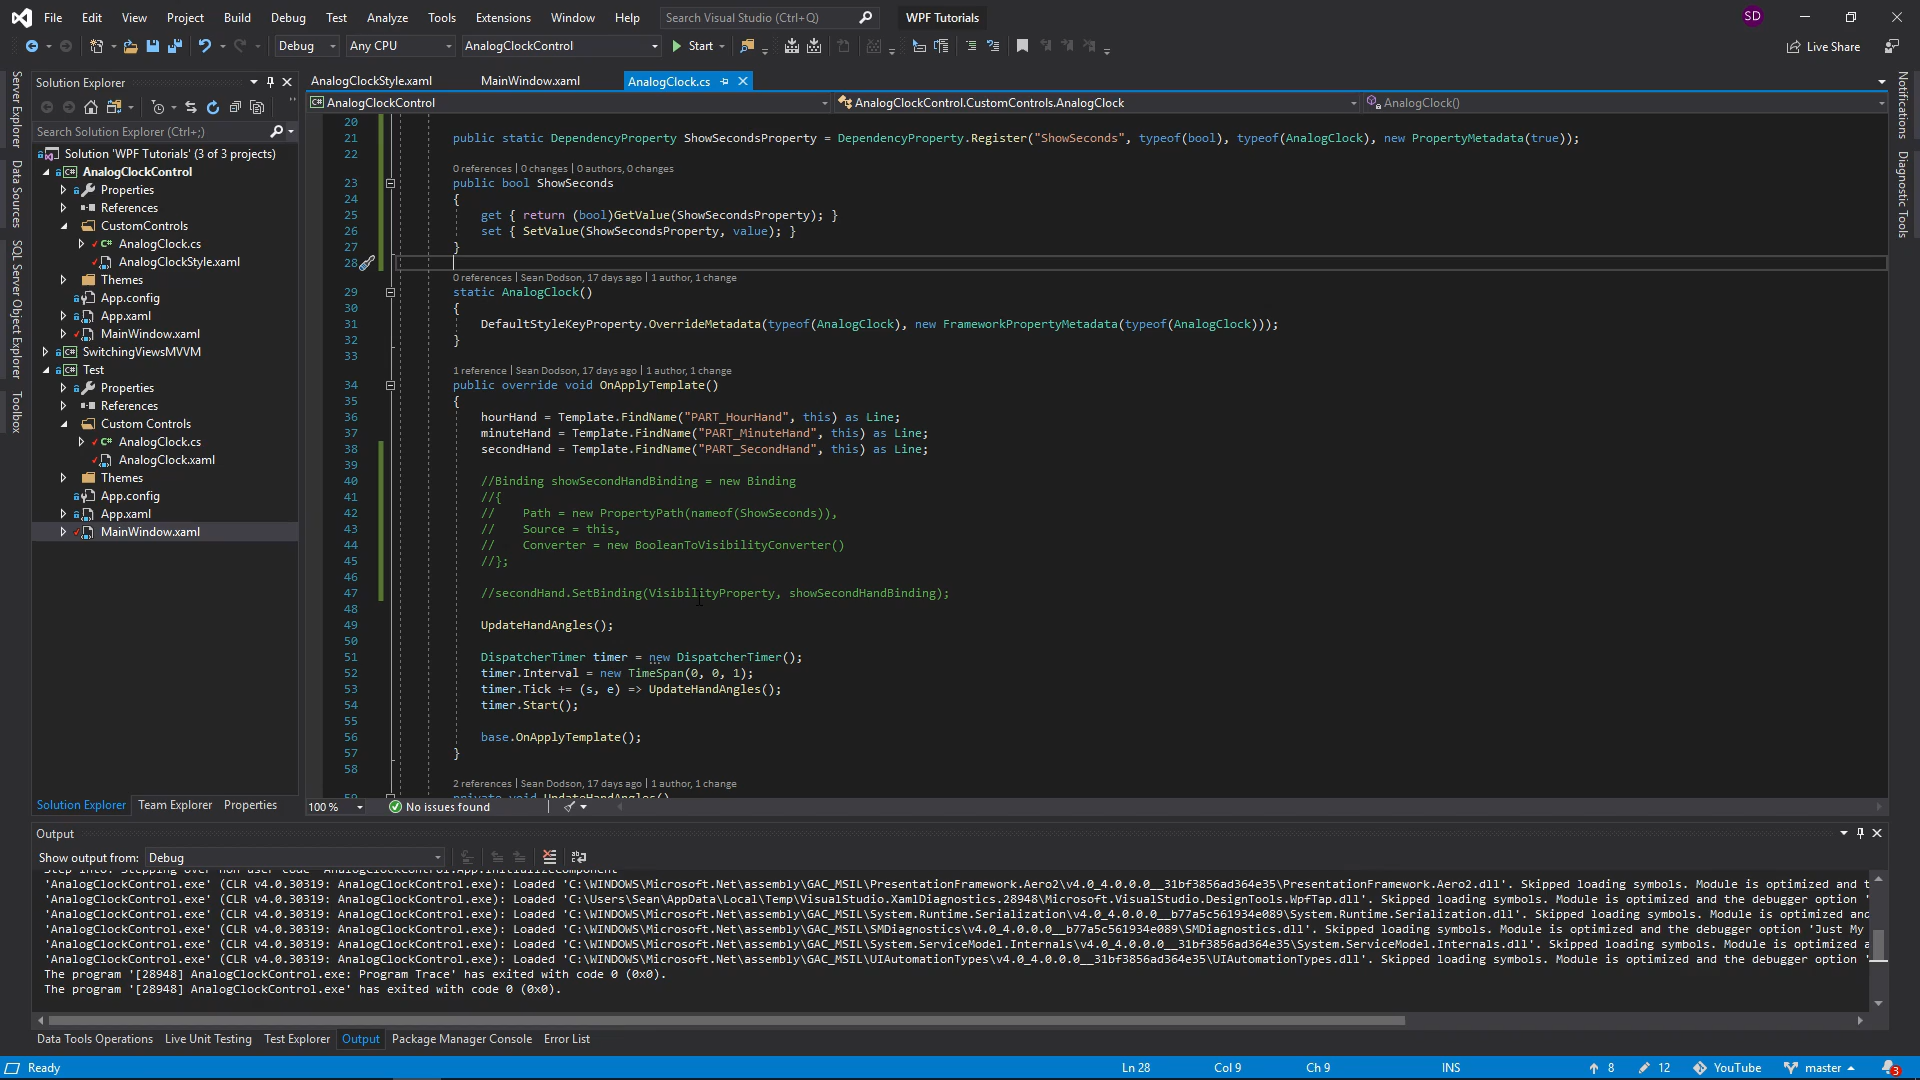 File Edit View Project Build Debug Test Analyze Tools Extensions Window Help Search Visual Studio (Ctrl+Q) WPF Tutorials SD
Debug Any CPU AnalogClockControl Start Live Share
Server Explorer
Data Sources
SQL Server Object Explorer
Toolbox
Solution Explorer
Search Solution Explorer (Ctrl+;)
Solution 'WPF Tutorials' (3 of 3 projects)
AnalogClockControl
Properties
References
CustomControls
AnalogClock.cs
AnalogClockStyle.xaml
Themes
App.config
App.xaml
MainWindow.xaml
SwitchingViewsMVVM
Test
Properties
References
Custom Controls
AnalogClock.cs
AnalogClock.xaml
Themes
App.config
App.xaml
MainWindow.xaml
Solution Explorer Team Explorer Properties
AnalogClockStyle.xaml MainWindow.xaml AnalogClock.cs
AnalogClockControl AnalogClockControl.CustomControls.AnalogClock AnalogClock()
20
21 public static DependencyProperty ShowSecondsProperty = DependencyProperty.Register("ShowSeconds", typeof(bool), typeof(AnalogClock), new PropertyMetadata(true));
22
0 references | 0 changes | 0 authors, 0 changes
23 public bool ShowSeconds
24 {
25 get { return (bool)GetValue(ShowSecondsProperty); }
26 set { SetValue(ShowSecondsProperty, value); }
27 }
28
0 references | Sean Dodson, 17 days ago | 1 author, 1 change
29 static AnalogClock()
30 {
31 DefaultStyleKeyProperty.OverrideMetadata(typeof(AnalogClock), new FrameworkPropertyMetadata(typeof(AnalogClock)));
32 }
33
1 reference | Sean Dodson, 17 days ago | 1 author, 1 change
34 public override void OnApplyTemplate()
35 {
36 hourHand = Template.FindName("PART_HourHand", this) as Line;
37 minuteHand = Template.FindName("PART_MinuteHand", this) as Line;
38 secondHand = Template.FindName("PART_SecondHand", this) as Line;
39
40 //Binding showSecondHandBinding = new Binding
41 //{
42 // Path = new PropertyPath(nameof(ShowSeconds)),
43 // Source = this,
44 // Converter = new BooleanToVisibilityConverter()
45 //};
46
47 //secondHand.SetBinding(VisibilityProperty, showSecondHandBinding);
48
49 UpdateHandAngles();
50
51 DispatcherTimer timer = new DispatcherTimer();
52 timer.Interval = new TimeSpan(0, 0, 1);
53 timer.Tick += (s, e) => UpdateHandAngles();
54 timer.Start();
55
56 base.OnApplyTemplate();
57 }
58
2 references | Sean Dodson, 17 days ago | 1 author, 1 change
59 private void UpdateHandAngles()
100 % No issues found
Notifications
Diagnostic Tools
Output
Show output from: Debug
Step into: Stepping over non-user code 'AnalogClockControl.App.InitializeComponent
'AnalogClockControl.exe' (CLR v4.0.30319: AnalogClockControl.exe): Loaded 'C:\WINDOWS\Microsoft.Net\assembly\GAC_MSIL\PresentationFramework.Aero2\v4.0_4.0.0.0__31bf3856ad364e35\PresentationFramework.Aero2.dll'. Skipped loading symbols. Module is optimized and t
'AnalogClockControl.exe' (CLR v4.0.30319: AnalogClockControl.exe): Loaded 'C:\Users\Sean\AppData\Local\Temp\VisualStudio.XamlDiagnostics.28948\Microsoft.VisualStudio.DesignTools.WpfTap.dll'. Skipped loading symbols. Module is optimized and the debugger option '
'AnalogClockControl.exe' (CLR v4.0.30319: AnalogClockControl.exe): Loaded 'C:\WINDOWS\Microsoft.Net\assembly\GAC_MSIL\System.Runtime.Serialization\v4.0_4.0.0.0__b77a5c561934e089\System.Runtime.Serialization.dll'. Skipped loading symbols. Module is optimized and
'AnalogClockControl.exe' (CLR v4.0.30319: AnalogClockControl.exe): Loaded 'C:\WINDOWS\Microsoft.Net\assembly\GAC_MSIL\SMDiagnostics\v4.0_4.0.0.0__b77a5c561934e089\SMDiagnostics.dll'. Skipped loading symbols. Module is optimized and the debugger option 'Just My
'AnalogClockControl.exe' (CLR v4.0.30319: AnalogClockControl.exe): Loaded 'C:\WINDOWS\Microsoft.Net\assembly\GAC_MSIL\System.ServiceModel.Internals\v4.0_4.0.0.0__31bf3856ad364e35\System.ServiceModel.Internals.dll'. Skipped loading symbols. Module is optimized a
'AnalogClockControl.exe' (CLR v4.0.30319: AnalogClockControl.exe): Loaded 'C:\WINDOWS\Microsoft.Net\assembly\GAC_MSIL\UIAutomationTypes\v4.0_4.0.0.0__31bf3856ad364e35\UIAutomationTypes.dll'. Skipped loading symbols. Module is optimized and the debugger option '
The program '[28948] AnalogClockControl.exe: Program Trace' has exited with code 0 (0x0).
The program '[28948] AnalogClockControl.exe' has exited with code 0 (0x0).
Data Tools Operations Live Unit Testing Test Explorer Output Package Manager Console Error List
Ready Ln 28 Col 9 Ch 9 INS 8 12 YouTube master 3